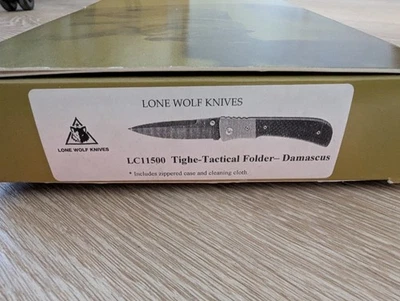 LONE WOLF KNIVES
LONE WOLF KNIVES
LC11500 Tighe-Tactical Folder- Damascus
* Includes zippered case and cleaning cloth.